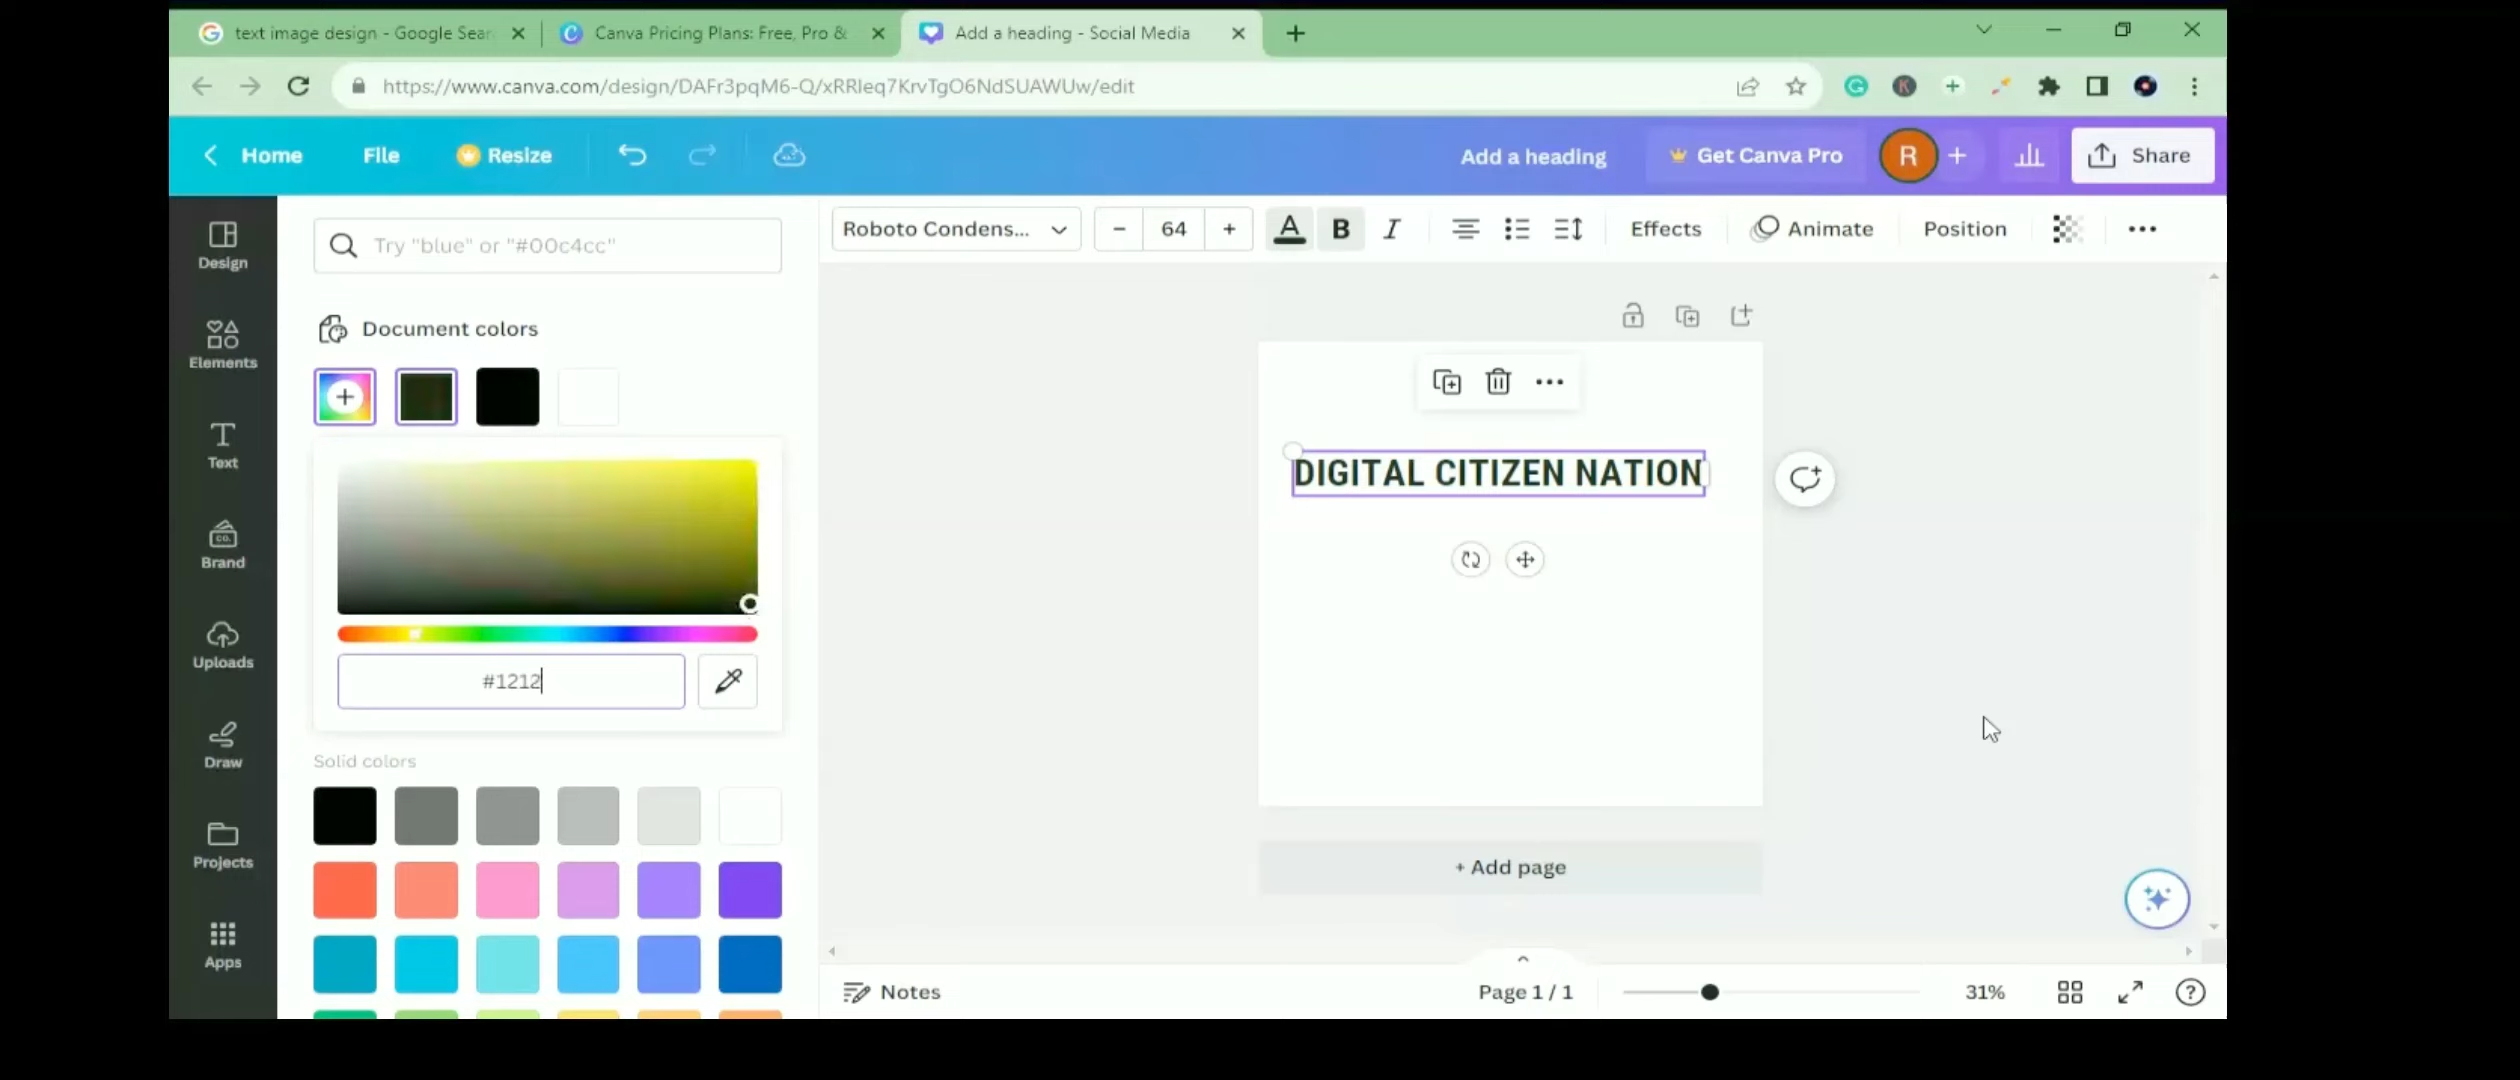 text image design - Google Sear
Canva Pricing Plans: Free, Pro &
Add a heading - Social Media
https://www.canva.com/design/DAFr3pqM6-Q/xRRleq7KrvTgO6NdSUAWUw/edit
Home
File
Resize
Add a heading
Get Canva Pro
R
+
Share
Design
Elements
Text
Brand
Uploads
Draw
Projects
Apps
Try "blue" or "#00c4cc"
Document colors
#1212
Solid colors
Roboto Condens...
− 64 +
A
B
I
Effects
Animate
Position
DIGITAL CITIZEN NATION
+ Add page
Notes
Page 1 / 1
31%
CO.
K
?